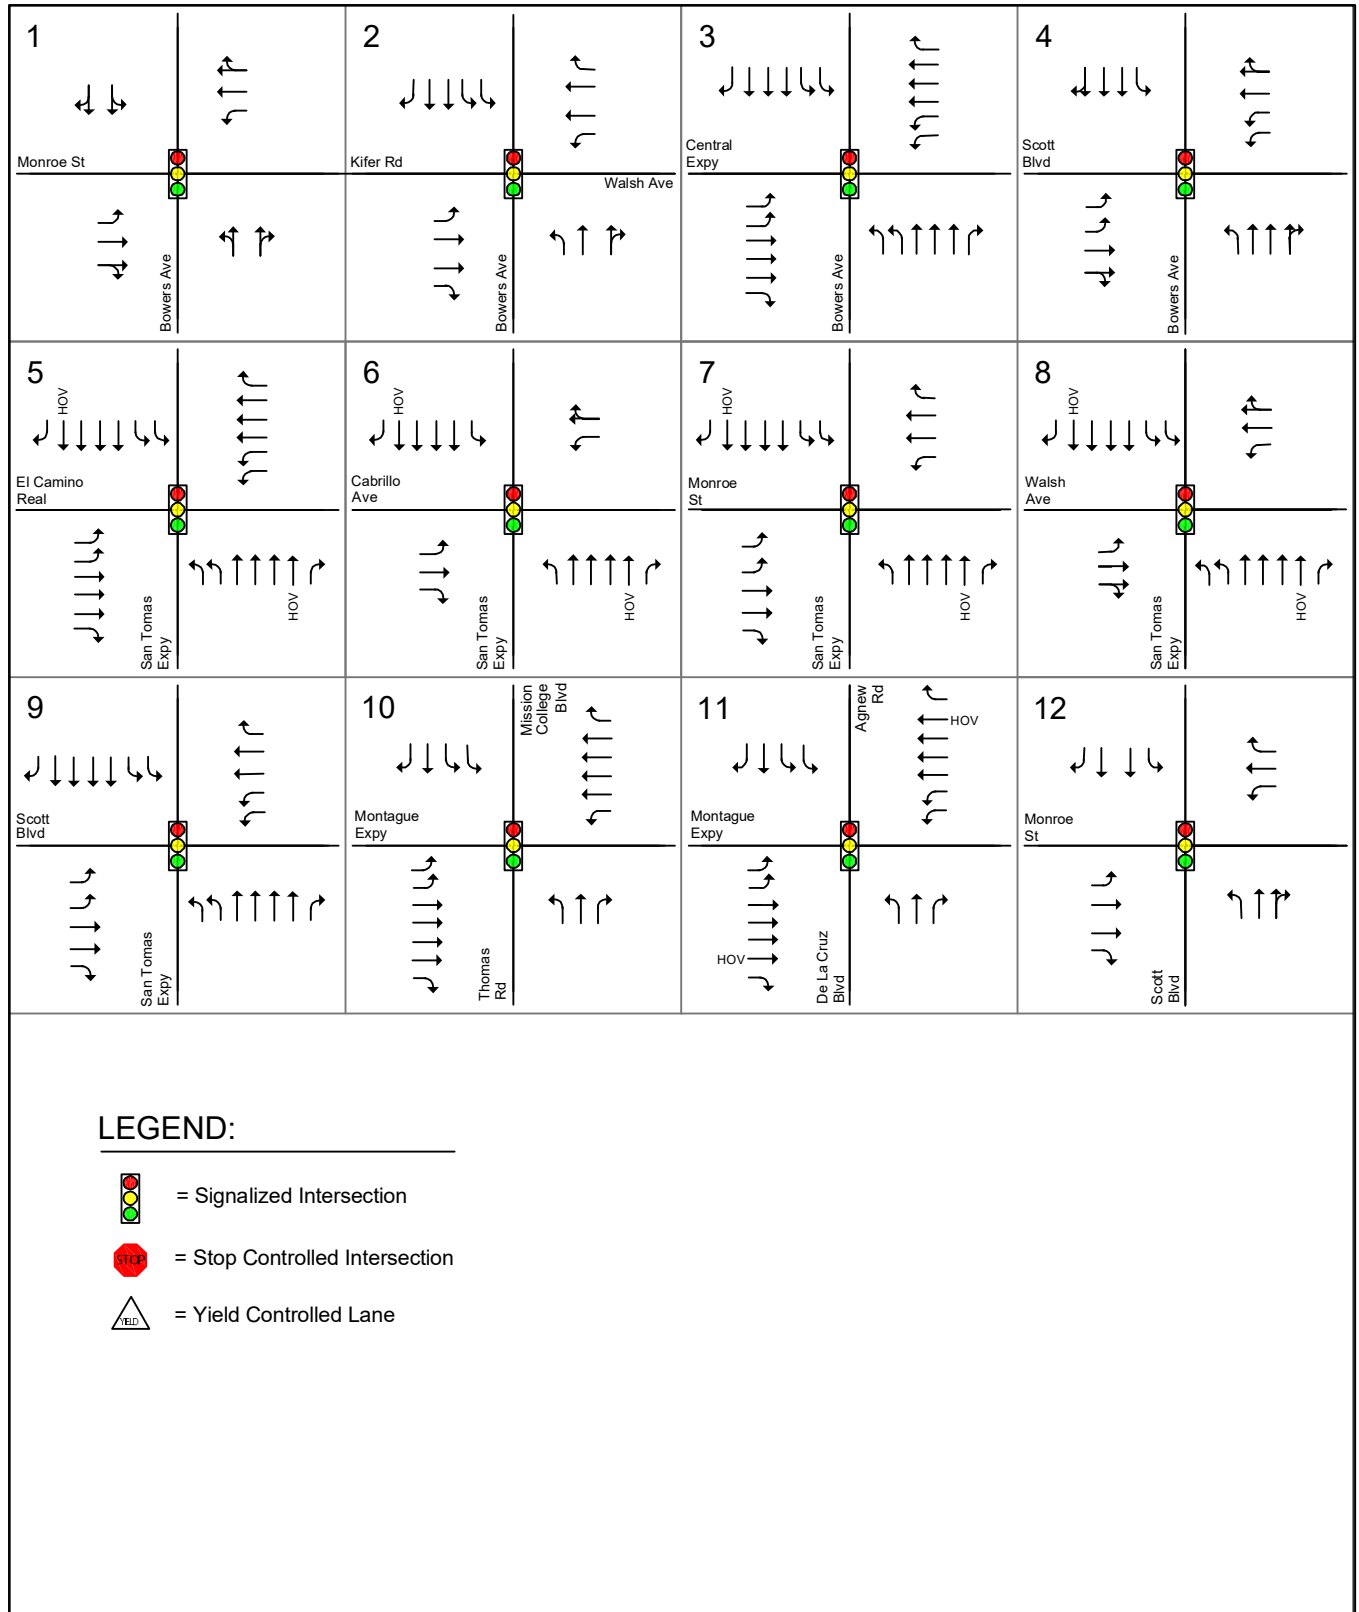 1
Monroe St
Bowers Ave
2
Kifer Rd
Walsh Ave
Bowers Ave
3
Central
Expy
Bowers Ave
4
Scott
Blvd
Bowers Ave
5
HOV
El Camino
Real
San Tomas
Expy
HOV
6
HOV
Cabrillo
Ave
San Tomas
Expy
HOV
7
HOV
Monroe
St
San Tomas
Expy
HOV
8
HOV
Walsh
Ave
San Tomas
Expy
HOV
9
Scott
Blvd
San Tomas
Expy
10
Mission
College
Blvd
Montague
Expy
Thomas
Rd
11
Agnew
Rd
HOV
Montague
Expy
HOV
De La Cruz
Blvd
12
Monroe
St
Scott
Blvd
LEGEND:
= Signalized Intersection
STOP
= Stop Controlled Intersection
YIELD
= Yield Controlled Lane